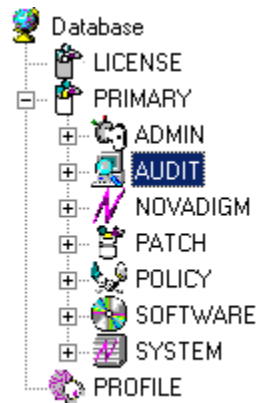 Database
LICENSE
PRIMARY
ADMIN
AUDIT
NOVADIGM
PATCH
POLICY
SOFTWARE
SYSTEM
PROFILE